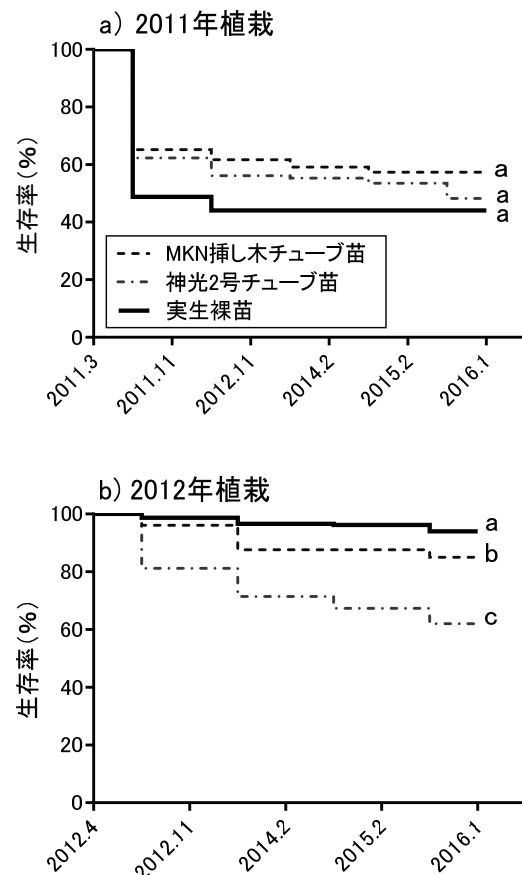 a) 2011年植栽
100
80
60
40
20
0
生存率(%)
a
a
a
MKN挿し木チューブ苗
神光2号チューブ苗
実生裸苗
2011.3
2011.11
2012.11
2014.2
2015.2
2016.1
b) 2012年植栽
100
80
60
40
20
0
生存率(%)
a
b
c
2012.4
2012.11
2014.2
2015.2
2016.1